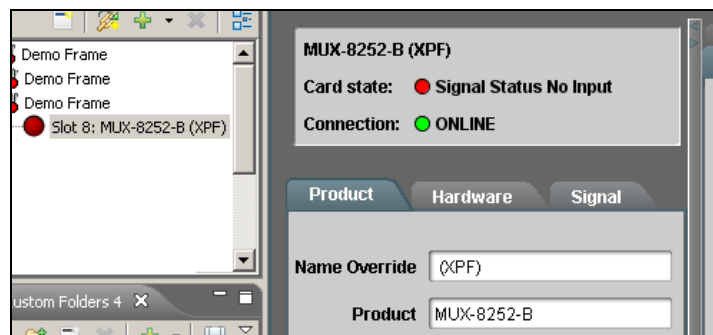 Demo Frame
Demo Frame
Demo Frame
Slot 8: MUX-8252-B (XPF)
ustom Folders 4
MUX-8252-B (XPF)
Card state: Signal Status No Input
Connection: ONLINE
Product Hardware Signal
Name Override (XPF)
Product MUX-8252-B